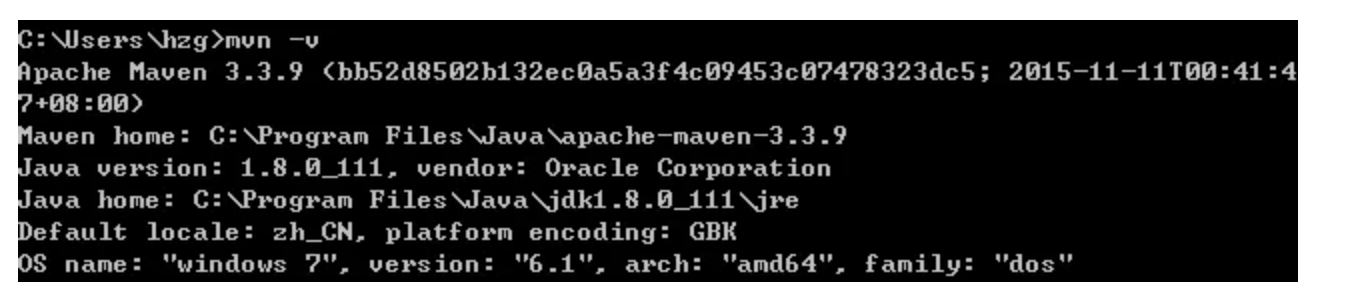 C:\Users\hzg>mvn -v
Apache Maven 3.3.9 (bb52d8502b132ec0a5a3f4c09453c07478323dc5; 2015-11-11T00:41:4
7+08:00)
Maven home: C:\Program Files\Java\apache-maven-3.3.9
Java version: 1.8.0_111, vendor: Oracle Corporation
Java home: C:\Program Files\Java\jdk1.8.0_111\jre
Default locale: zh_CN, platform encoding: GBK
OS name: "windows 7", version: "6.1", arch: "amd64", family: "dos"